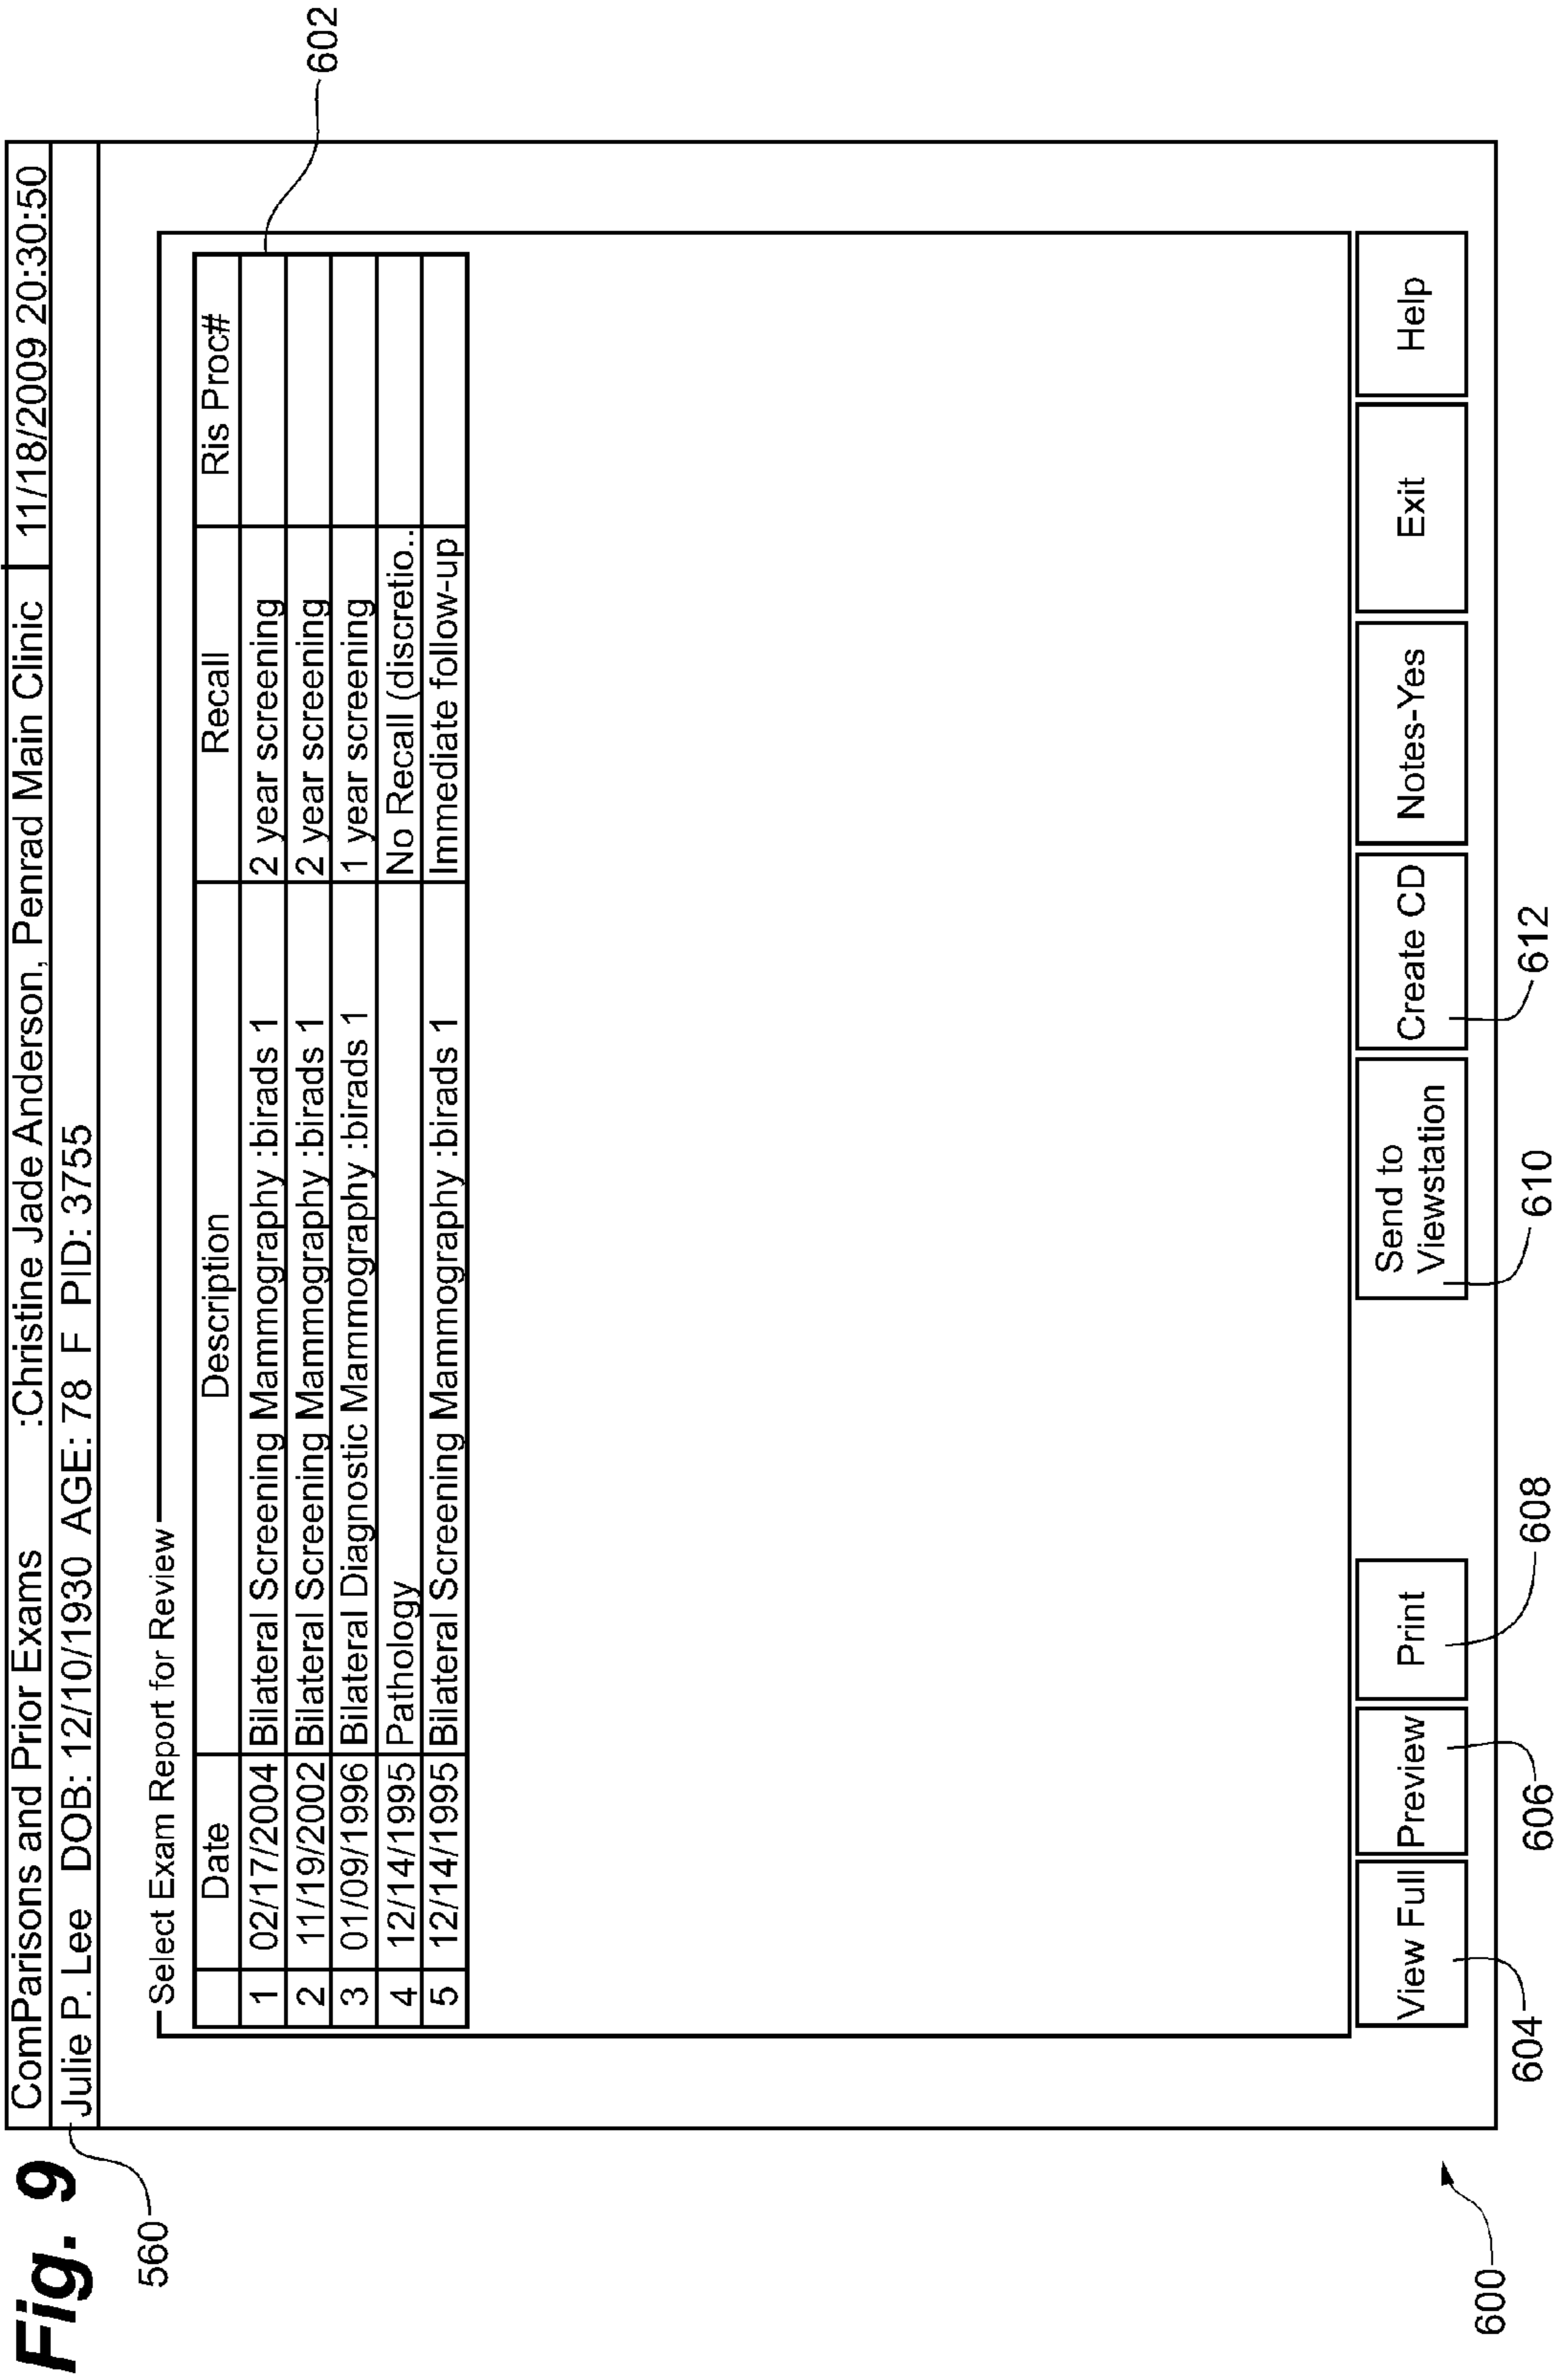 Fig. 9
ComParisons and Prior Exams :Christine Jade Anderson, Penrad Main Clinic 11/18/2009 20:30:50
560 Julie P. Lee DOB: 12/10/1930 AGE: 78 F PID: 3755
Select Exam Report for Review
Date Description Recall Ris Proc#
1 02/17/2004 Bilateral Screening Mammography :birads 1 2 year screening
602
2 11/19/2002 Bilateral Screening Mammography :birads 1 2 year screening
3 01/09/1996 Bilateral Diagnostic Mammography :birads 1 1 year screening
4 12/14/1995 Pathology No Recall (discretio..
5 12/14/1995 Bilateral Screening Mammography :birads 1 Immediate follow-up
View Full Preview Print Send to Viewstation Create CD Notes-Yes Exit Help
600 604 606 608 610 612